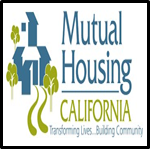 Mutual
Housing
CALIFORNIA
Transforming Lives...Building Community